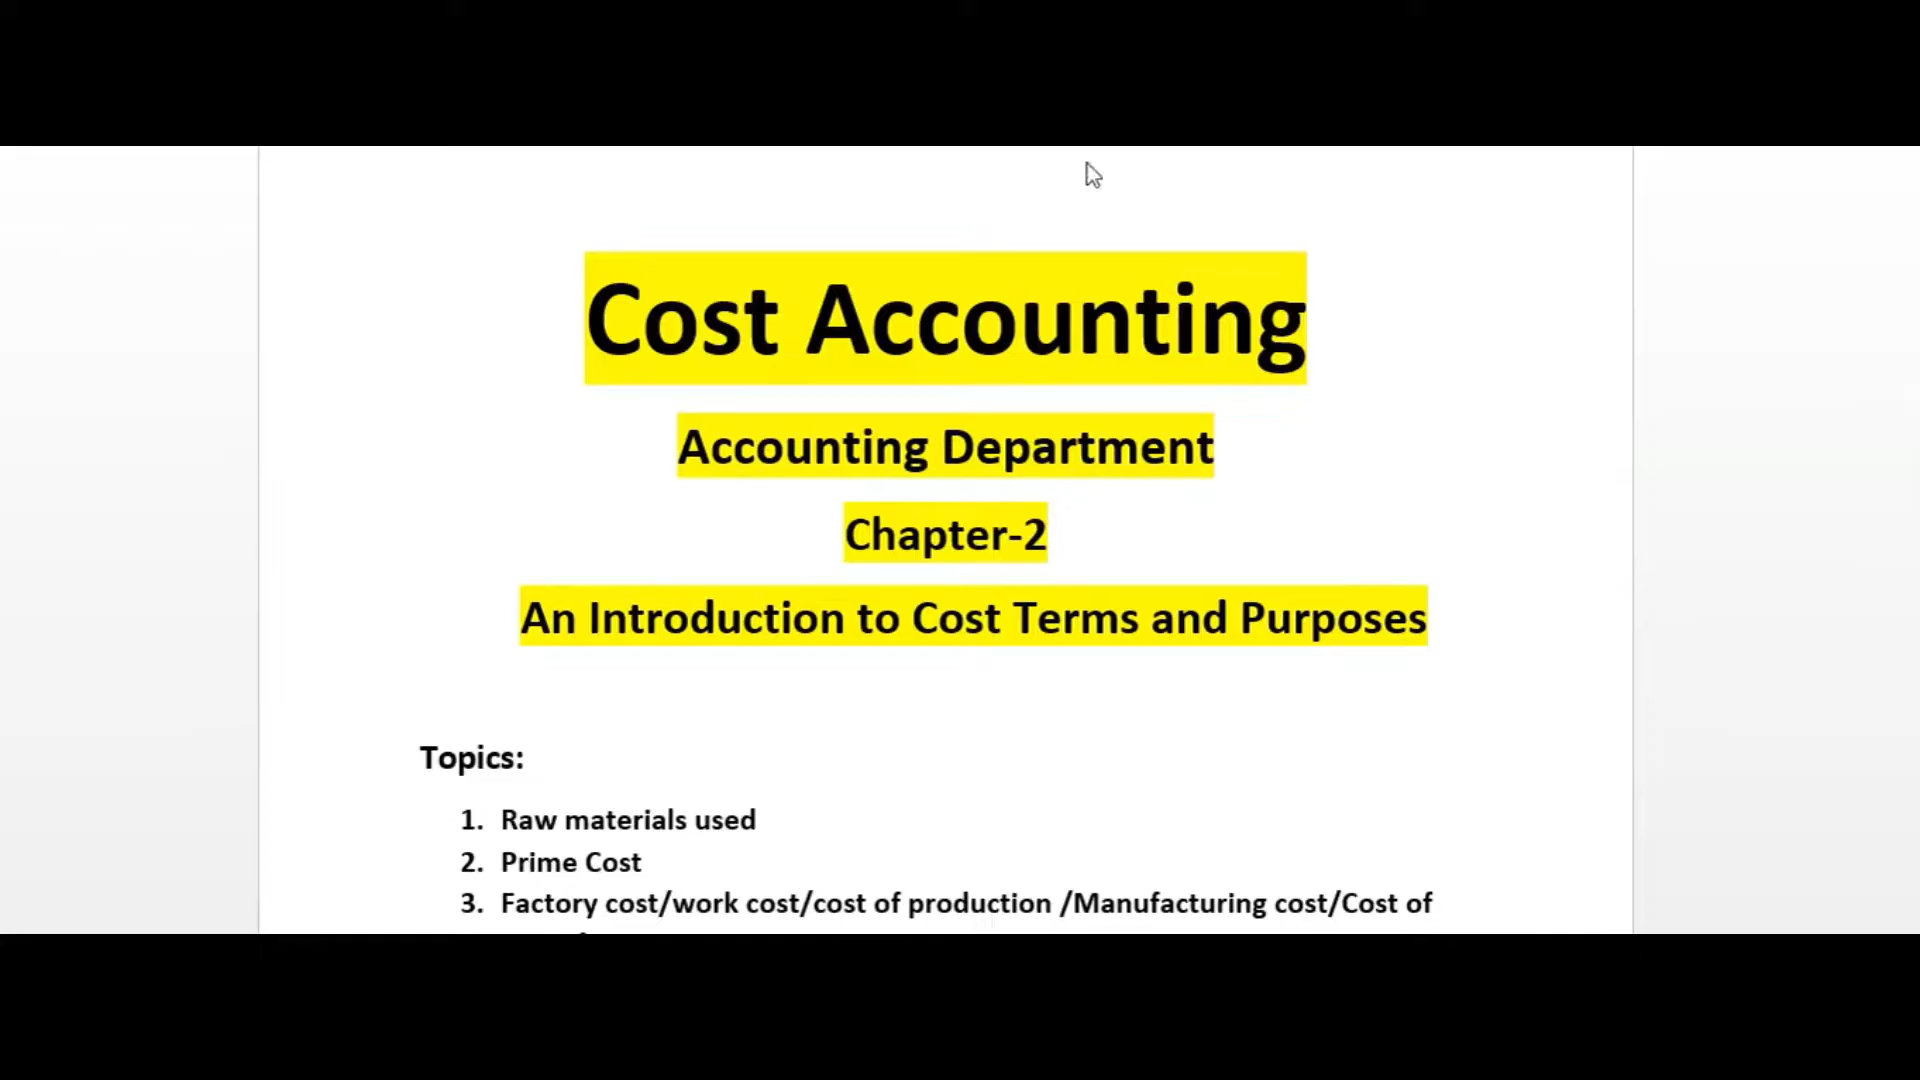 Cost Accounting
Accounting Department
Chapter-2
An Introduction to Cost Terms and Purposes
Topics:
1. Raw materials used
2. Prime Cost
3. Factory cost/work cost/cost of production /Manufacturing cost/Cost of